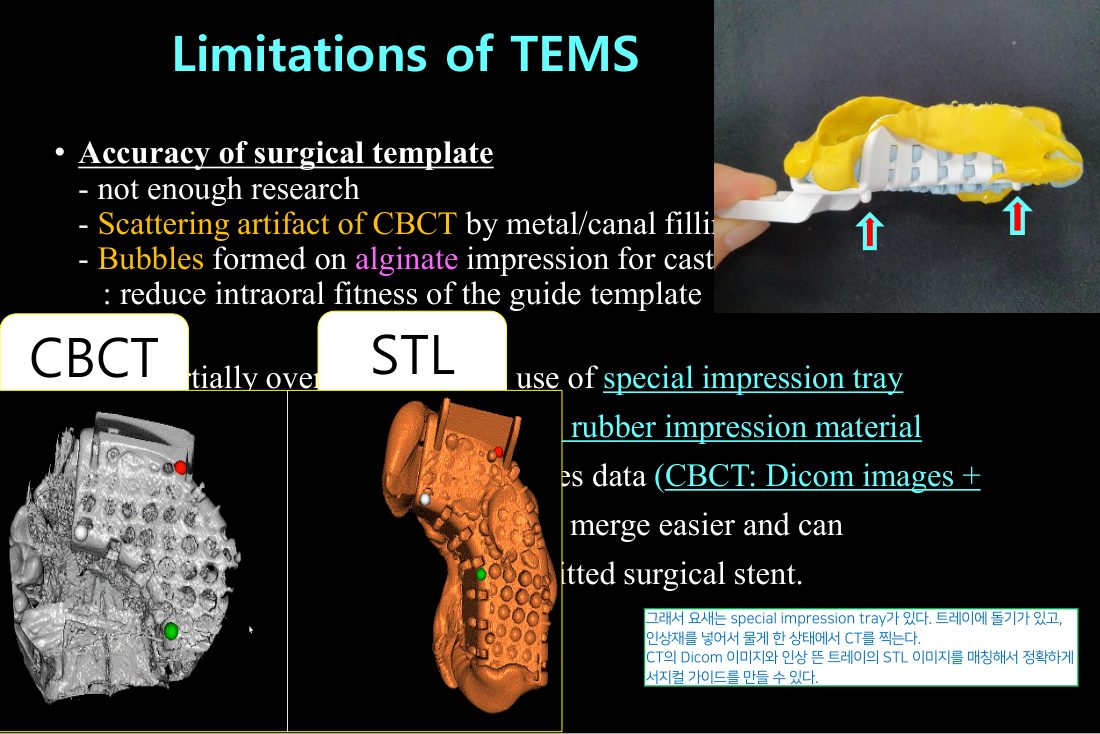 Limitations of TEMS
• Accuracy of surgical template
- not enough research
- Scattering artifact of CBCT by metal/canal
- Bubbles formed on alginate impression for cast
: reduce intraoral fitness of the guide template
CBCT
STL
use of special impression tray
rubber impression material
data (CBCT: Dicom images +
merge easier and can
surgical stent.
그래서 요새는 special impression tray가 있다. 트레이에 돌기가 있고,
인상재를 넣어서 물게 한 상태에서 CT를 찍는다.
CT의 Dicom 이미지와 인상 뜬 트레이의 STL 이미지를 매칭해서 정확하게
서지컬 가이드를 만들 수 있다.